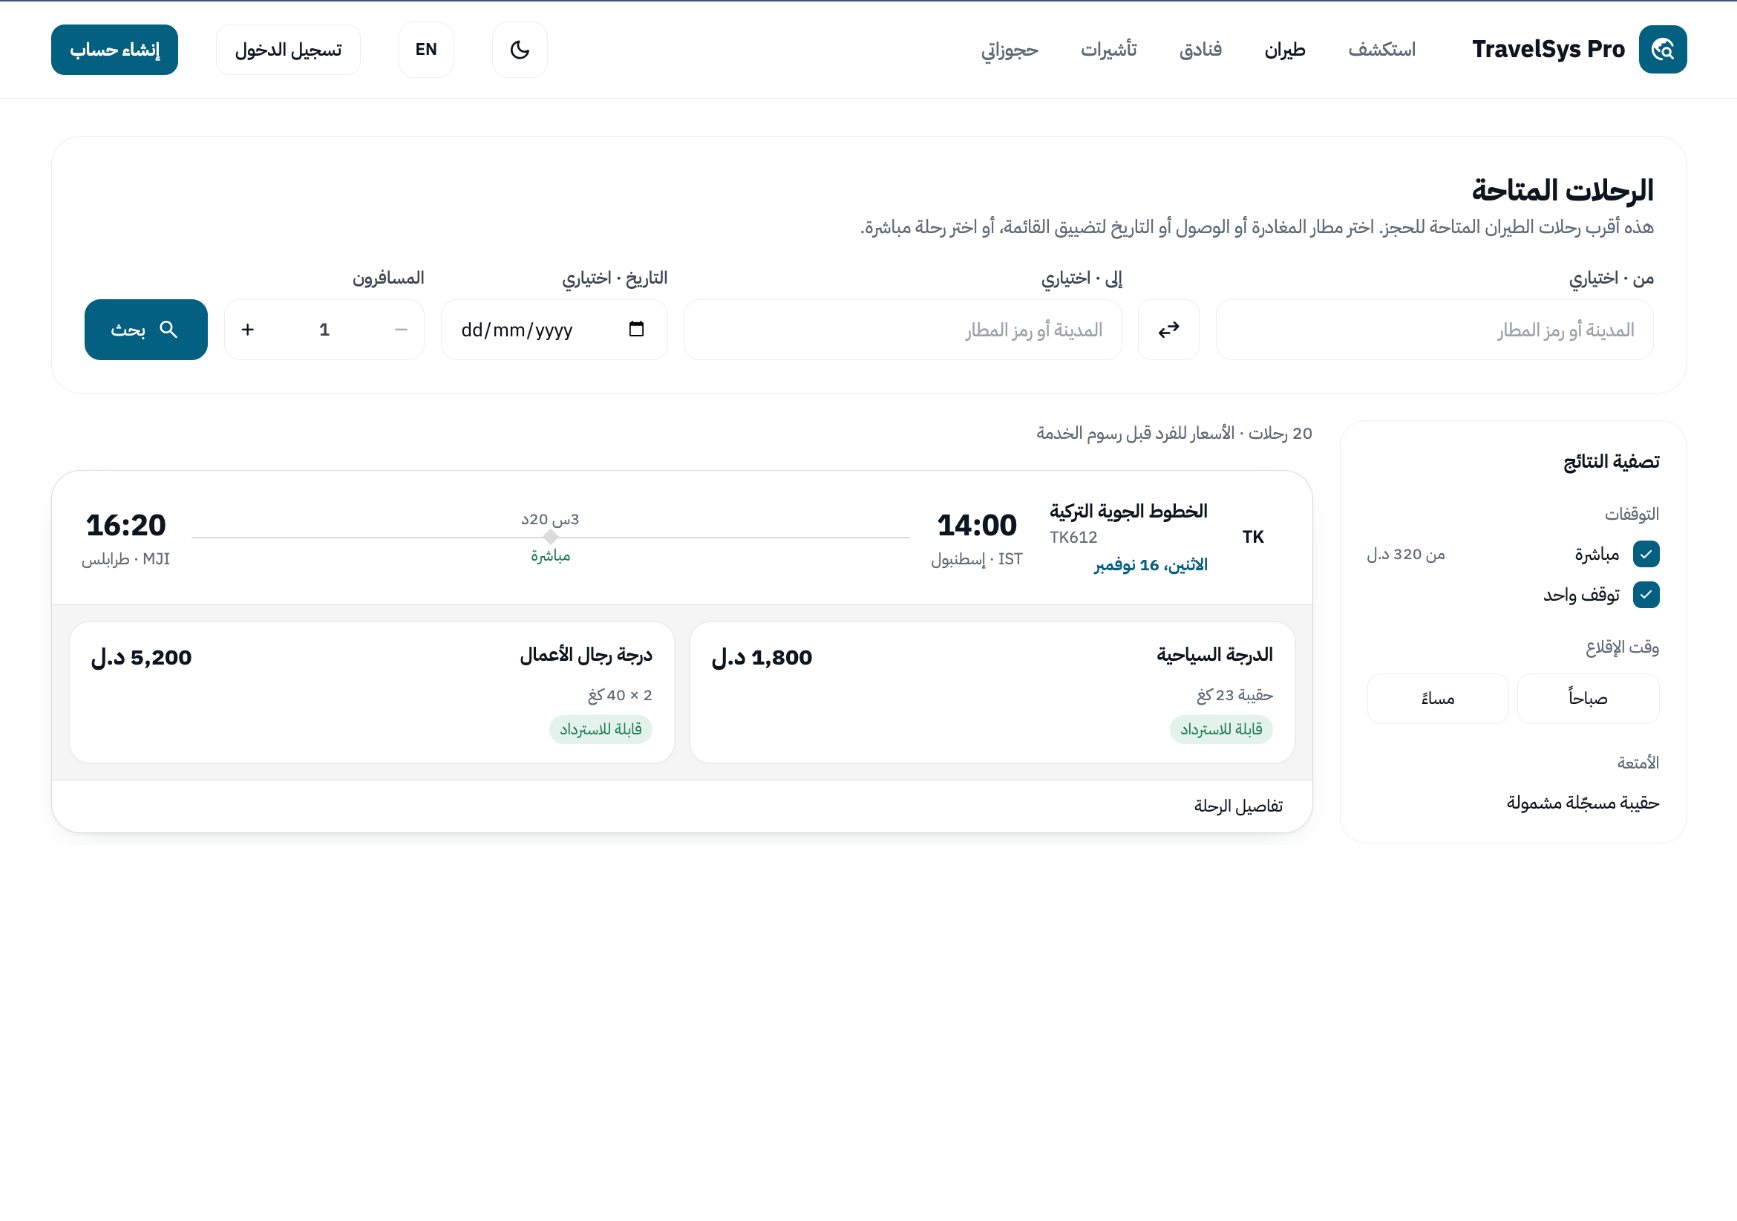 TravelSys Pro
استكشف
طيران
فنادق
تأشيرات
حجوزاتي
EN
تسجيل الدخول
إنشاء حساب
الرحلات المتاحة
هذه أقرب رحلات الطيران المتاحة للحجز. اختر مطار المغادرة أو الوصول أو التاريخ لتضييق القائمة، أو اختر رحلة مباشرة.
من · اختياري
المدينة أو رمز المطار
إلى · اختياري
المدينة أو رمز المطار
التاريخ · اختياري
dd/mm/yyyy
المسافرون
− 1 +
بحث
تصفية النتائج
التوقفات
مباشرة
من 320 د.ل
توقف واحد
وقت الإقلاع
صباحاً
مساءً
الأمتعة
حقيبة مسجّلة مشمولة
20 رحلات · الأسعار للفرد قبل رسوم الخدمة
TK
الخطوط الجوية التركية
TK612
الاثنين، 16 نوفمبر
14:00
IST · إسطنبول
3س 20د
مباشرة
16:20
MJI · طرابلس
الدرجة السياحية
1,800 د.ل
حقيبة 23 كغ
قابلة للاسترداد
درجة رجال الأعمال
5,200 د.ل
2 × 40 كغ
قابلة للاسترداد
تفاصيل الرحلة